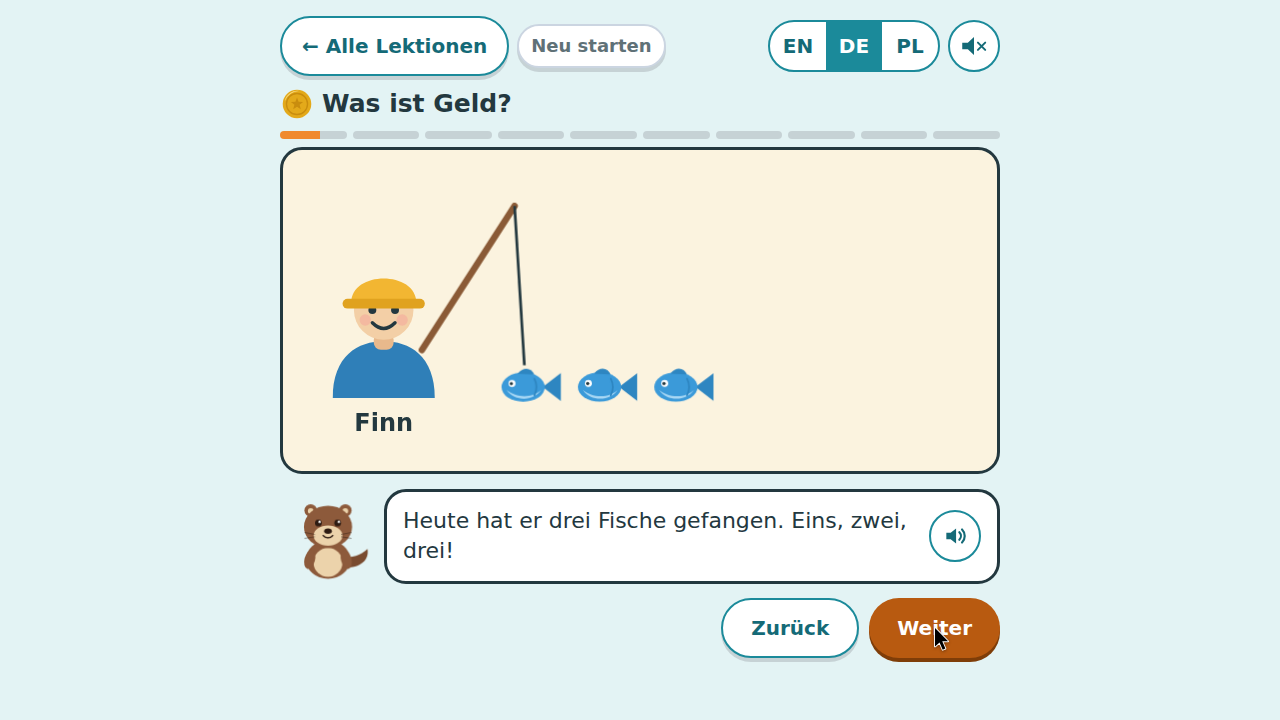 ← Alle Lektionen
Neu starten
EN
DE
PL
Was ist Geld?
Finn
Heute hat er drei Fische gefangen. Eins, zwei,
drei!
Zurück
Weiter